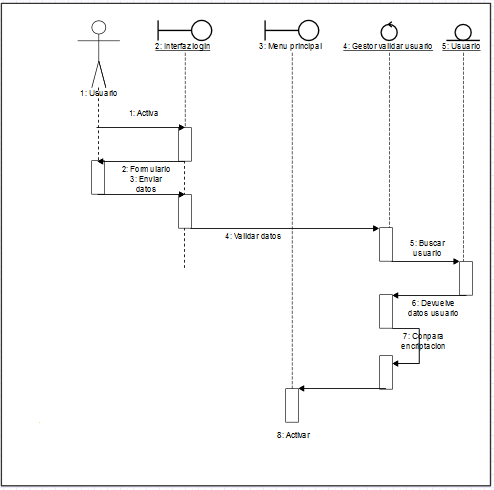 2: Interfaz login
3: Menu principal
4: Gestor validar usuario
5: Usuario
1: Usuario
1: Activa
2: Formulario
3: Enviar
datos
4: Validar datos
5: Buscar
usuario
6: Devuelve
datos usuario
7: Conpara
encriptacion
8: Activar